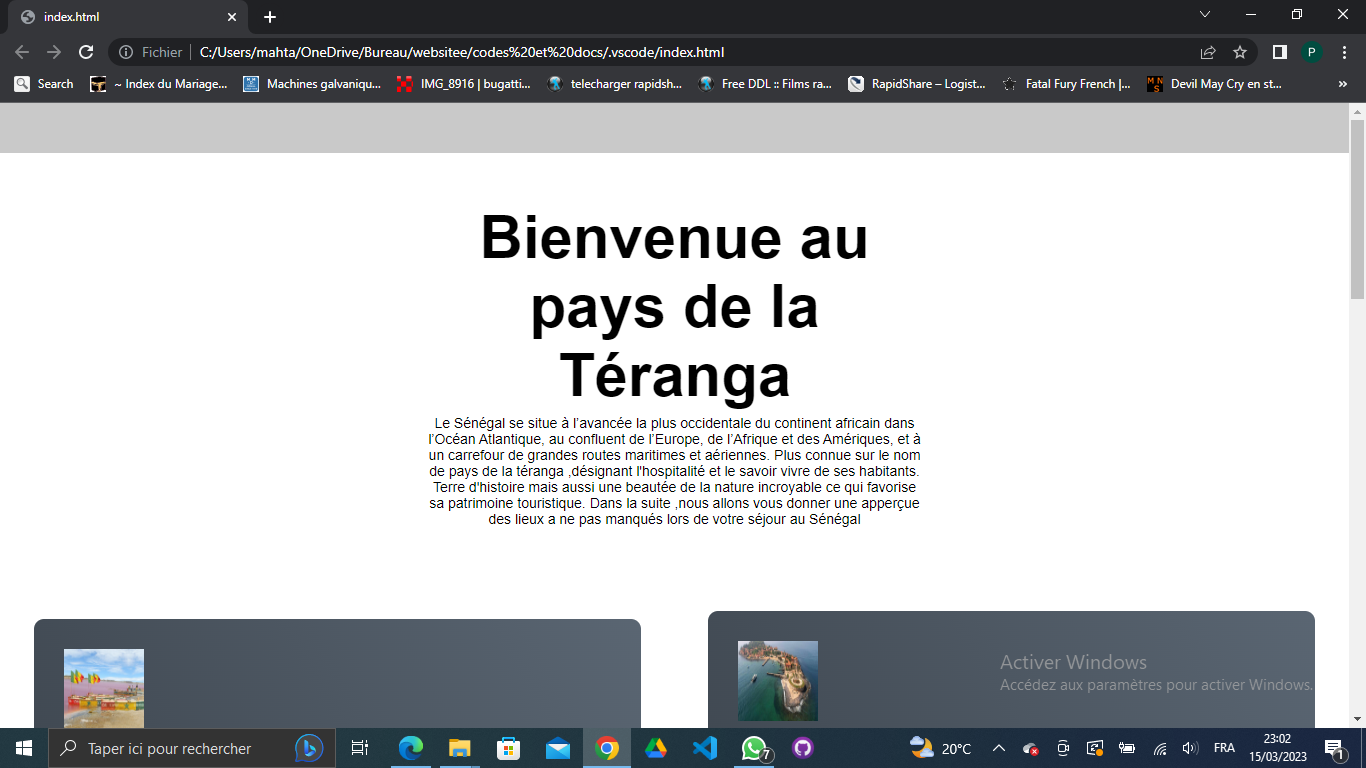 index.html
Fichier | C:/Users/mahta/OneDrive/Bureau/websitee/codes%20et%20docs/.vscode/index.html
P
Search ~ Index du Mariage... Machines galvaniqu... IMG_8916 | bugatti... telecharger rapidsh... Free DDL :: Films ra... RapidShare – Logist... Fatal Fury French |... Devil May Cry en st... »
Bienvenue au
pays de la
Téranga
Le Sénégal se situe à l’avancée la plus occidentale du continent africain dans
l’Océan Atlantique, au confluent de l’Europe, de l’Afrique et des Amériques, et à
un carrefour de grandes routes maritimes et aériennes. Plus connue sur le nom
de pays de la téranga ,désignant l'hospitalité et le savoir vivre de ses habitants.
Terre d'histoire mais aussi une beautée de la nature incroyable ce qui favorise
sa patrimoine touristique. Dans la suite ,nous allons vous donner une apperçue
des lieux a ne pas manqués lors de votre séjour au Sénégal
Activer Windows
Accédez aux paramètres pour activer Windows.
Taper ici pour rechercher
7
20°C
FRA
23:02
15/03/2023
1